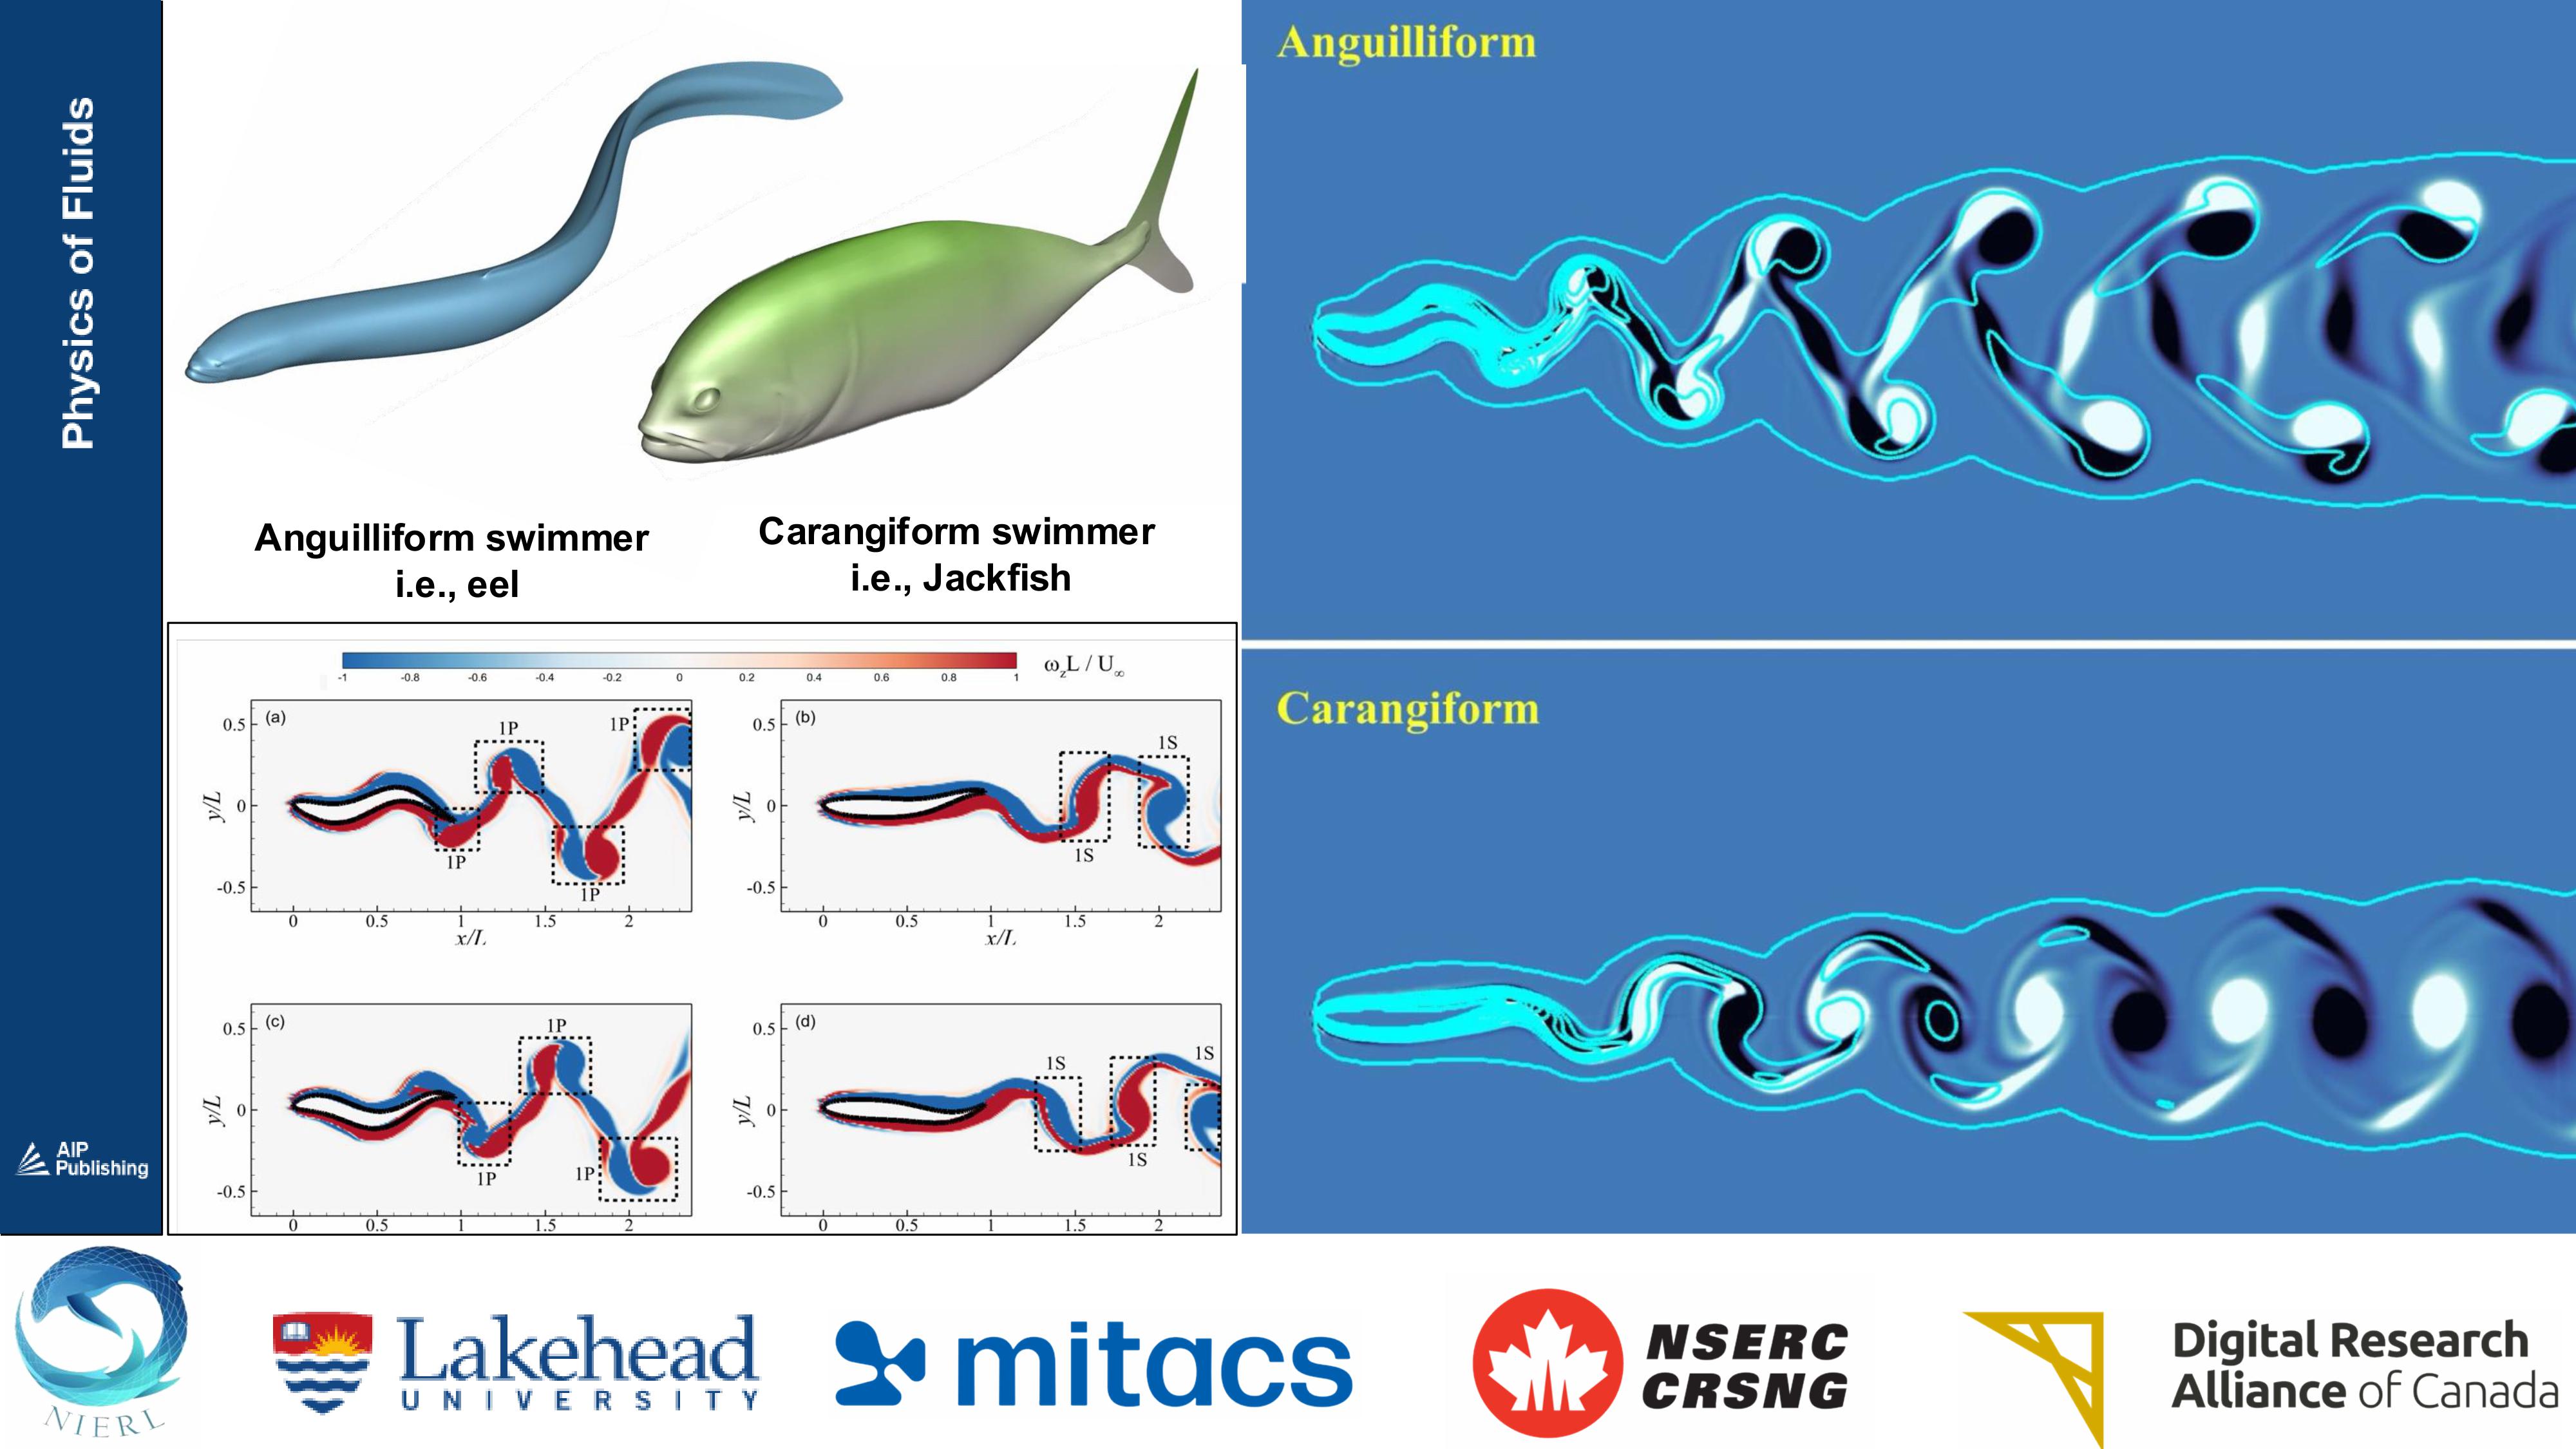 Physics of Fluids
AIP
Publishing
Anguilliform swimmer
i.e., eel
Carangiform swimmer
i.e., Jackfish
-1 -0.8 -0.6 -0.4 -0.2 0 0.2 0.4 0.6 0.8 1
ω_zL / U_∞
(a)
1P
1P
1P
1P
0.5
0
-0.5
y/L
0 0.5 1 1.5 2
x/L
(b)
1S
1S
0.5
0
-0.5
y/L
0 0.5 1 1.5 2
x/L
(c)
1P
1P
1P
0.5
0
-0.5
y/L
0 0.5 1 1.5 2
(d)
1S
1S
1S
0.5
0
-0.5
y/L
0 0.5 1 1.5 2
Anguilliform
Carangiform
NIERL
Lakehead
UNIVERSITY
mitacs
NSERC
CRSNG
Digital Research
Alliance of Canada